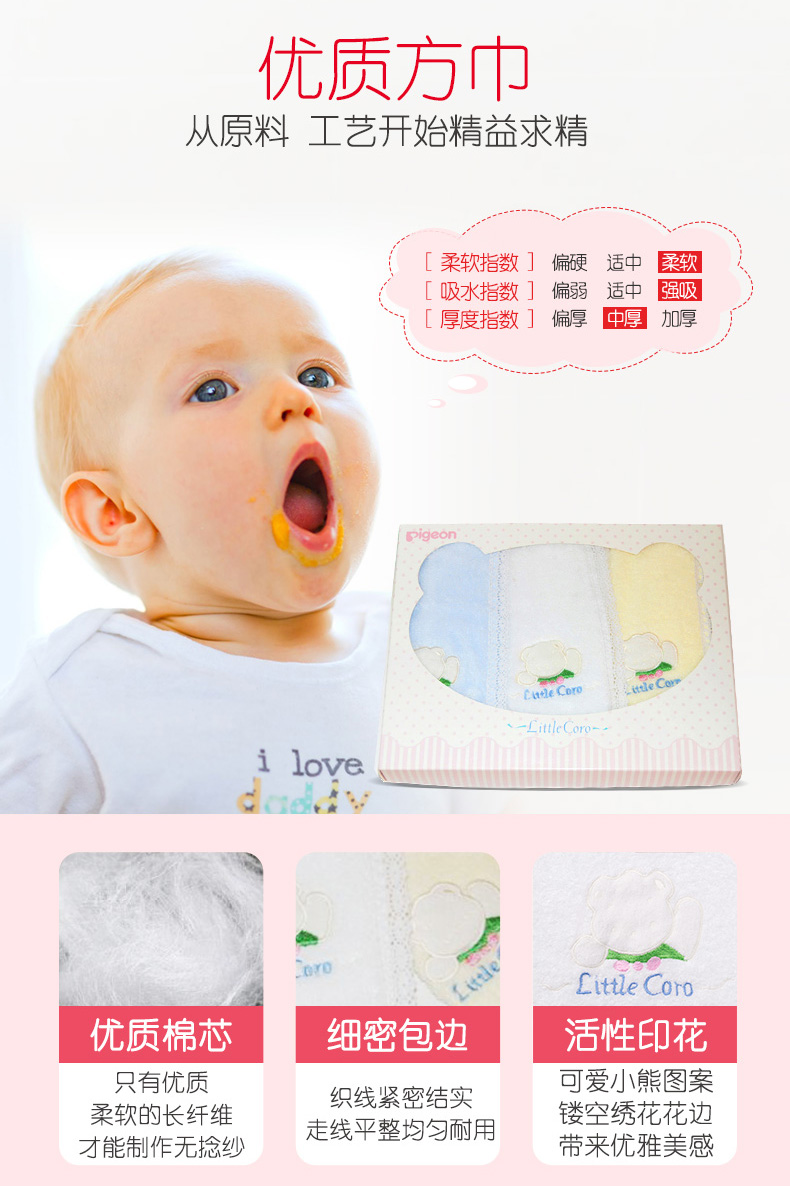 优质方巾
从原料 工艺开始精益求精
[ 柔软指数 ] 偏硬 适中 柔软
[ 吸水指数 ] 偏弱 适中 强吸
[ 厚度指数 ] 偏厚 中厚 加厚
pigeon
Little Coro
Little Coro
Little Coro
i love
daddy
Coro
Little
Little Coro
优质棉芯
细密包边
活性印花
只有优质
柔软的长纤维
才能制作无捻纱
织线紧密结实
走线平整均匀耐用
可爱小熊图案
镂空绣花花边
带来优雅美感